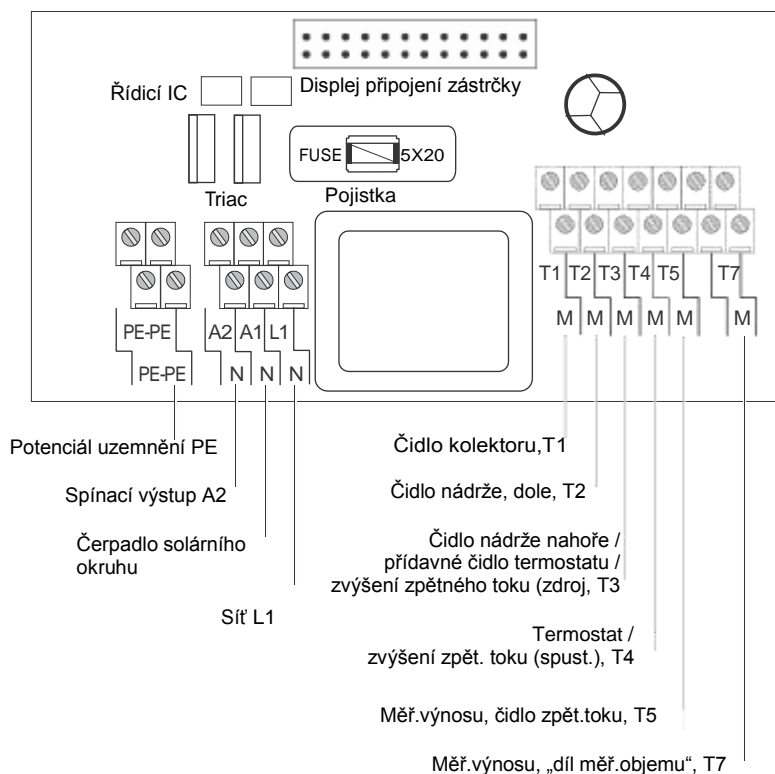 Displej připojení zástrčky
Řídicí IC
FUSE 5X20
Triac
Pojistka
T1 T2 T3 T4 T5 T7
M M M M M M
PE-PE A2 A1 L1
PE-PE N N N
Potenciál uzemnění PE
Spínací výstup A2
Čerpadlo solárního
okruhu
Síť L1
Čidlo kolektoru,T1
Čidlo nádrže, dole, T2
Čidlo nádrže nahoře /
přídavné čidlo termostatu /
zvýšení zpětného toku (zdroj, T3
Termostat /
zvýšení zpět. toku (spust.), T4
Měř.výnosu, čidlo zpět.toku, T5
Měř.výnosu, „díl měř.objemu“, T7